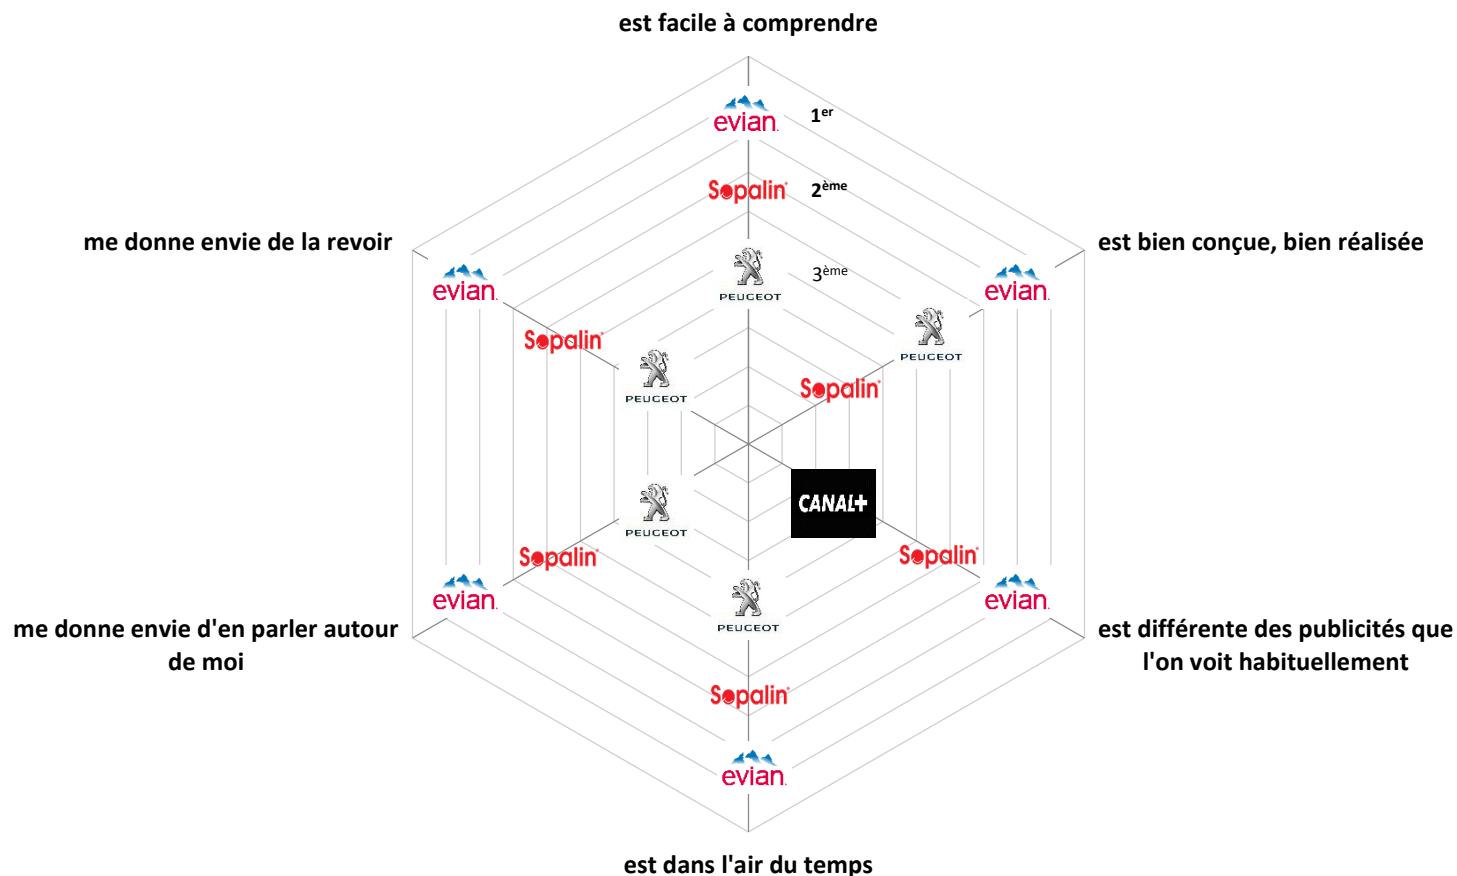 est facile à comprendre
evian.
1er
Sopalin
2ème
me donne envie de la revoir
est bien conçue, bien réalisée
evian.
PEUGEOT
3ème
evian.
Sopalin
PEUGEOT
PEUGEOT
Sopalin
PEUGEOT
CANAL+
Sopalin
Sopalin
evian.
PEUGEOT
evian.
me donne envie d'en parler autour
de moi
est différente des publicités que
l'on voit habituellement
Sopalin
evian.
est dans l'air du temps